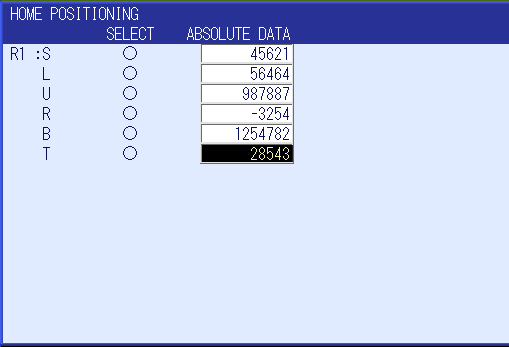 HOME POSITIONING
SELECT ABSOLUTE DATA
R1 :S 45621
L 56464
U 987887
R -3254
B 1254782
T 28543